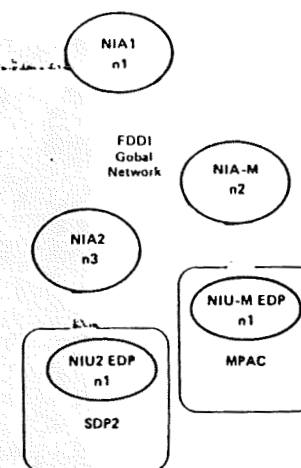 NIA1
n1
FDDI
Gobal
Network
NIA-M
n2
NIA2
n3
NIU-M EDP
n1
MPAC
NIU2 EDP
n1
SDP2